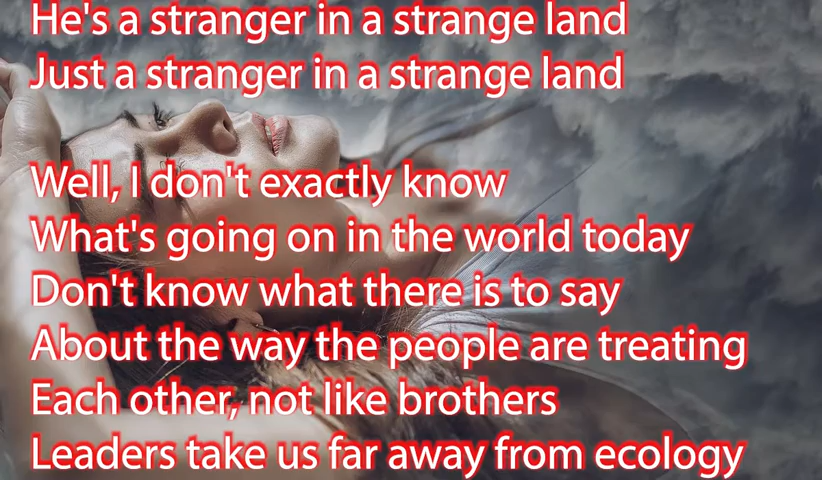 He's a stranger in a strange land
Just a stranger in a strange land
Well, I don't exactly know
What's going on in the world today
Don't know what there is to say
About the way the people are treating
Each other, not like brothers
Leaders take us far away from ecology